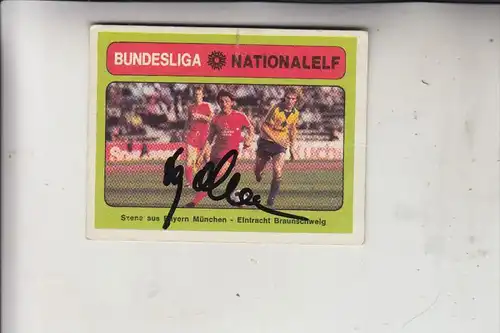 BUNDESLIGA NATIONALELF
Szene aus Bayern München - Eintracht Braunschweig